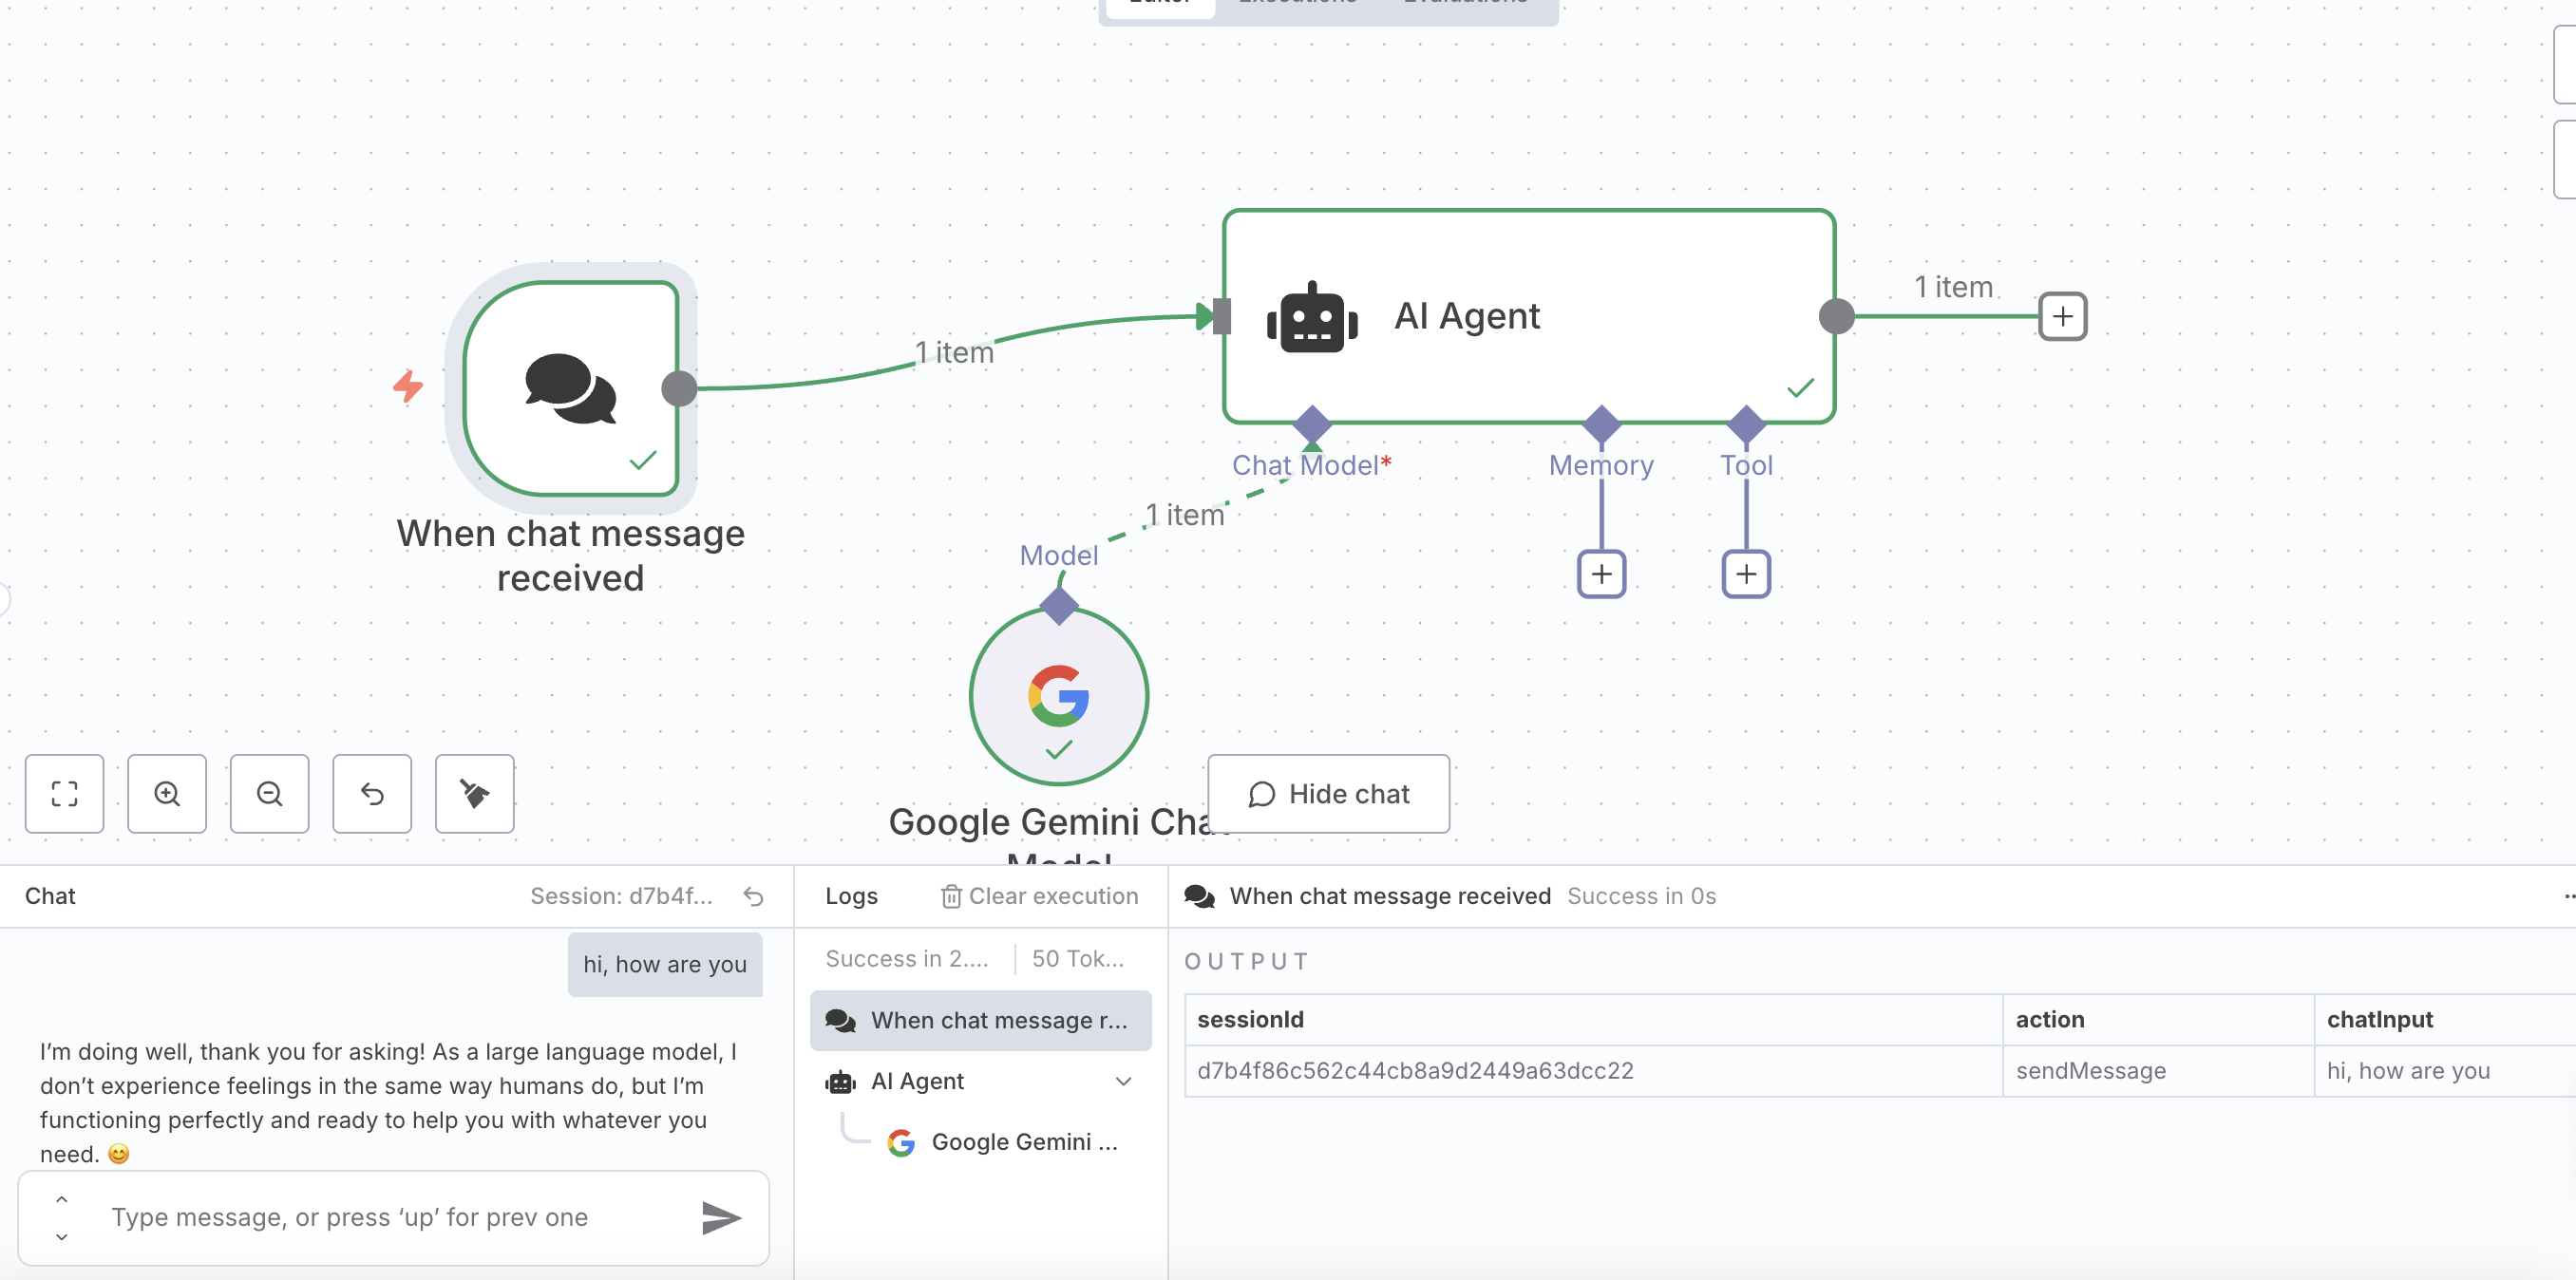 Editor
Executions
Evaluations
1 item
AI Agent
1 item
Chat Model*
Memory
Tool
1 item
Model
When chat message
received
Google Gemini Chat
Model
Hide chat
Chat
Session: d7b4f...
Logs
Clear execution
When chat message received
Success in 0s
hi, how are you
I'm doing well, thank you for asking! As a large language model, I
don't experience feelings in the same way humans do, but I'm
functioning perfectly and ready to help you with whatever you
need. 😊
Type message, or press ‘up’ for prev one
Success in 2....
50 Tok...
When chat message r...
AI Agent
Google Gemini ...
OUTPUT
sessionId
action
chatInput
d7b4f86c562c44cb8a9d2449a63dcc22
sendMessage
hi, how are you